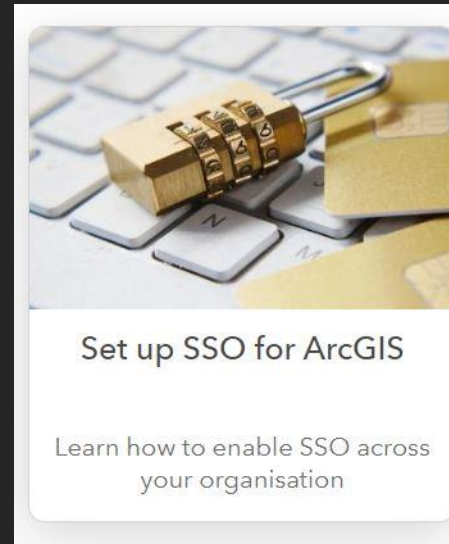 Set up SSO for ArcGIS
Learn how to enable SSO across
your organisation